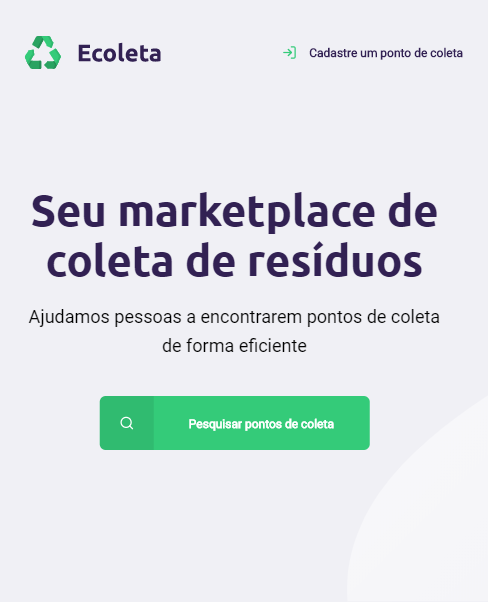 Ecoleta
Cadastre um ponto de coleta
Seu marketplace de
coleta de resíduos
Ajudamos pessoas a encontrarem pontos de coleta
de forma eficiente
Pesquisar pontos de coleta